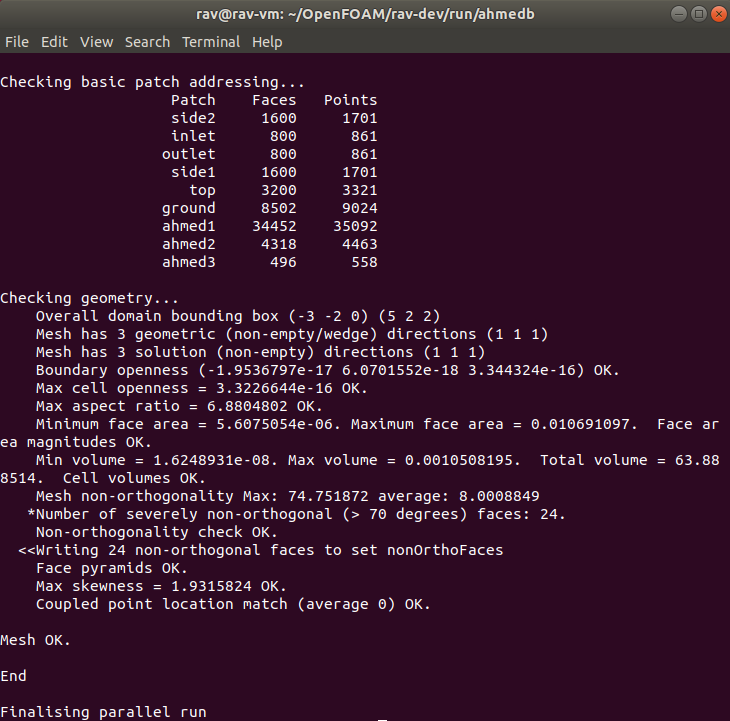 rav@rav-vm: ~/OpenFOAM/rav-dev/run/ahmedb
File Edit View Search Terminal Help
Checking basic patch addressing...
Patch Faces Points
side2 1600 1701
inlet 800 861
outlet 800 861
side1 1600 1701
top 3200 3321
ground 8502 9024
ahmed1 34452 35092
ahmed2 4318 4463
ahmed3 496 558
Checking geometry...
Overall domain bounding box (-3 -2 0) (5 2 2)
Mesh has 3 geometric (non-empty/wedge) directions (1 1 1)
Mesh has 3 solution (non-empty) directions (1 1 1)
Boundary openness (-1.9536797e-17 6.0701552e-18 3.344324e-16) OK.
Max cell openness = 3.3226644e-16 OK.
Max aspect ratio = 6.8804802 OK.
Minimum face area = 5.6075054e-06. Maximum face area = 0.010691097.  Face ar
ea magnitudes OK.
Min volume = 1.6248931e-08. Max volume = 0.0010508195.  Total volume = 63.88
8514.  Cell volumes OK.
Mesh non-orthogonality Max: 74.751872 average: 8.0008849
*Number of severely non-orthogonal (> 70 degrees) faces: 24.
Non-orthogonality check OK.
<<Writing 24 non-orthogonal faces to set nonOrthoFaces
Face pyramids OK.
Max skewness = 1.9315824 OK.
Coupled point location match (average 0) OK.
Mesh OK.
End
Finalising parallel run